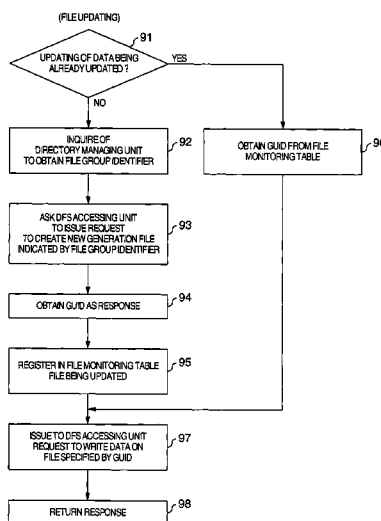 (FILE UPDATING)
91
UPDATING OF DATA BEING
ALREADY UPDATED ?
YES
NO
INQUIRE OF
DIRECTORY MANAGING UNIT
TO OBTAIN FILE GROUP IDENTIFIER
92
OBTAIN GUID FROM FILE
MONITORING TABLE
ASK DFS ACCESSING UNIT
TO ISSUE REQUEST
TO CREATE NEW GENERATION FILE
INDICATED BY FILE GROUP IDENTIFIER
93
OBTAIN GUID AS RESPONSE
94
REGISTER IN FILE MONITORING TABLE
FILE BEING UPDATED
95
ISSUE TO DFS ACCESSING UNIT
REQUEST TO WRITE DATA ON
FILE SPECIFIED BY GUID
97
RETURN RESPONSE
98